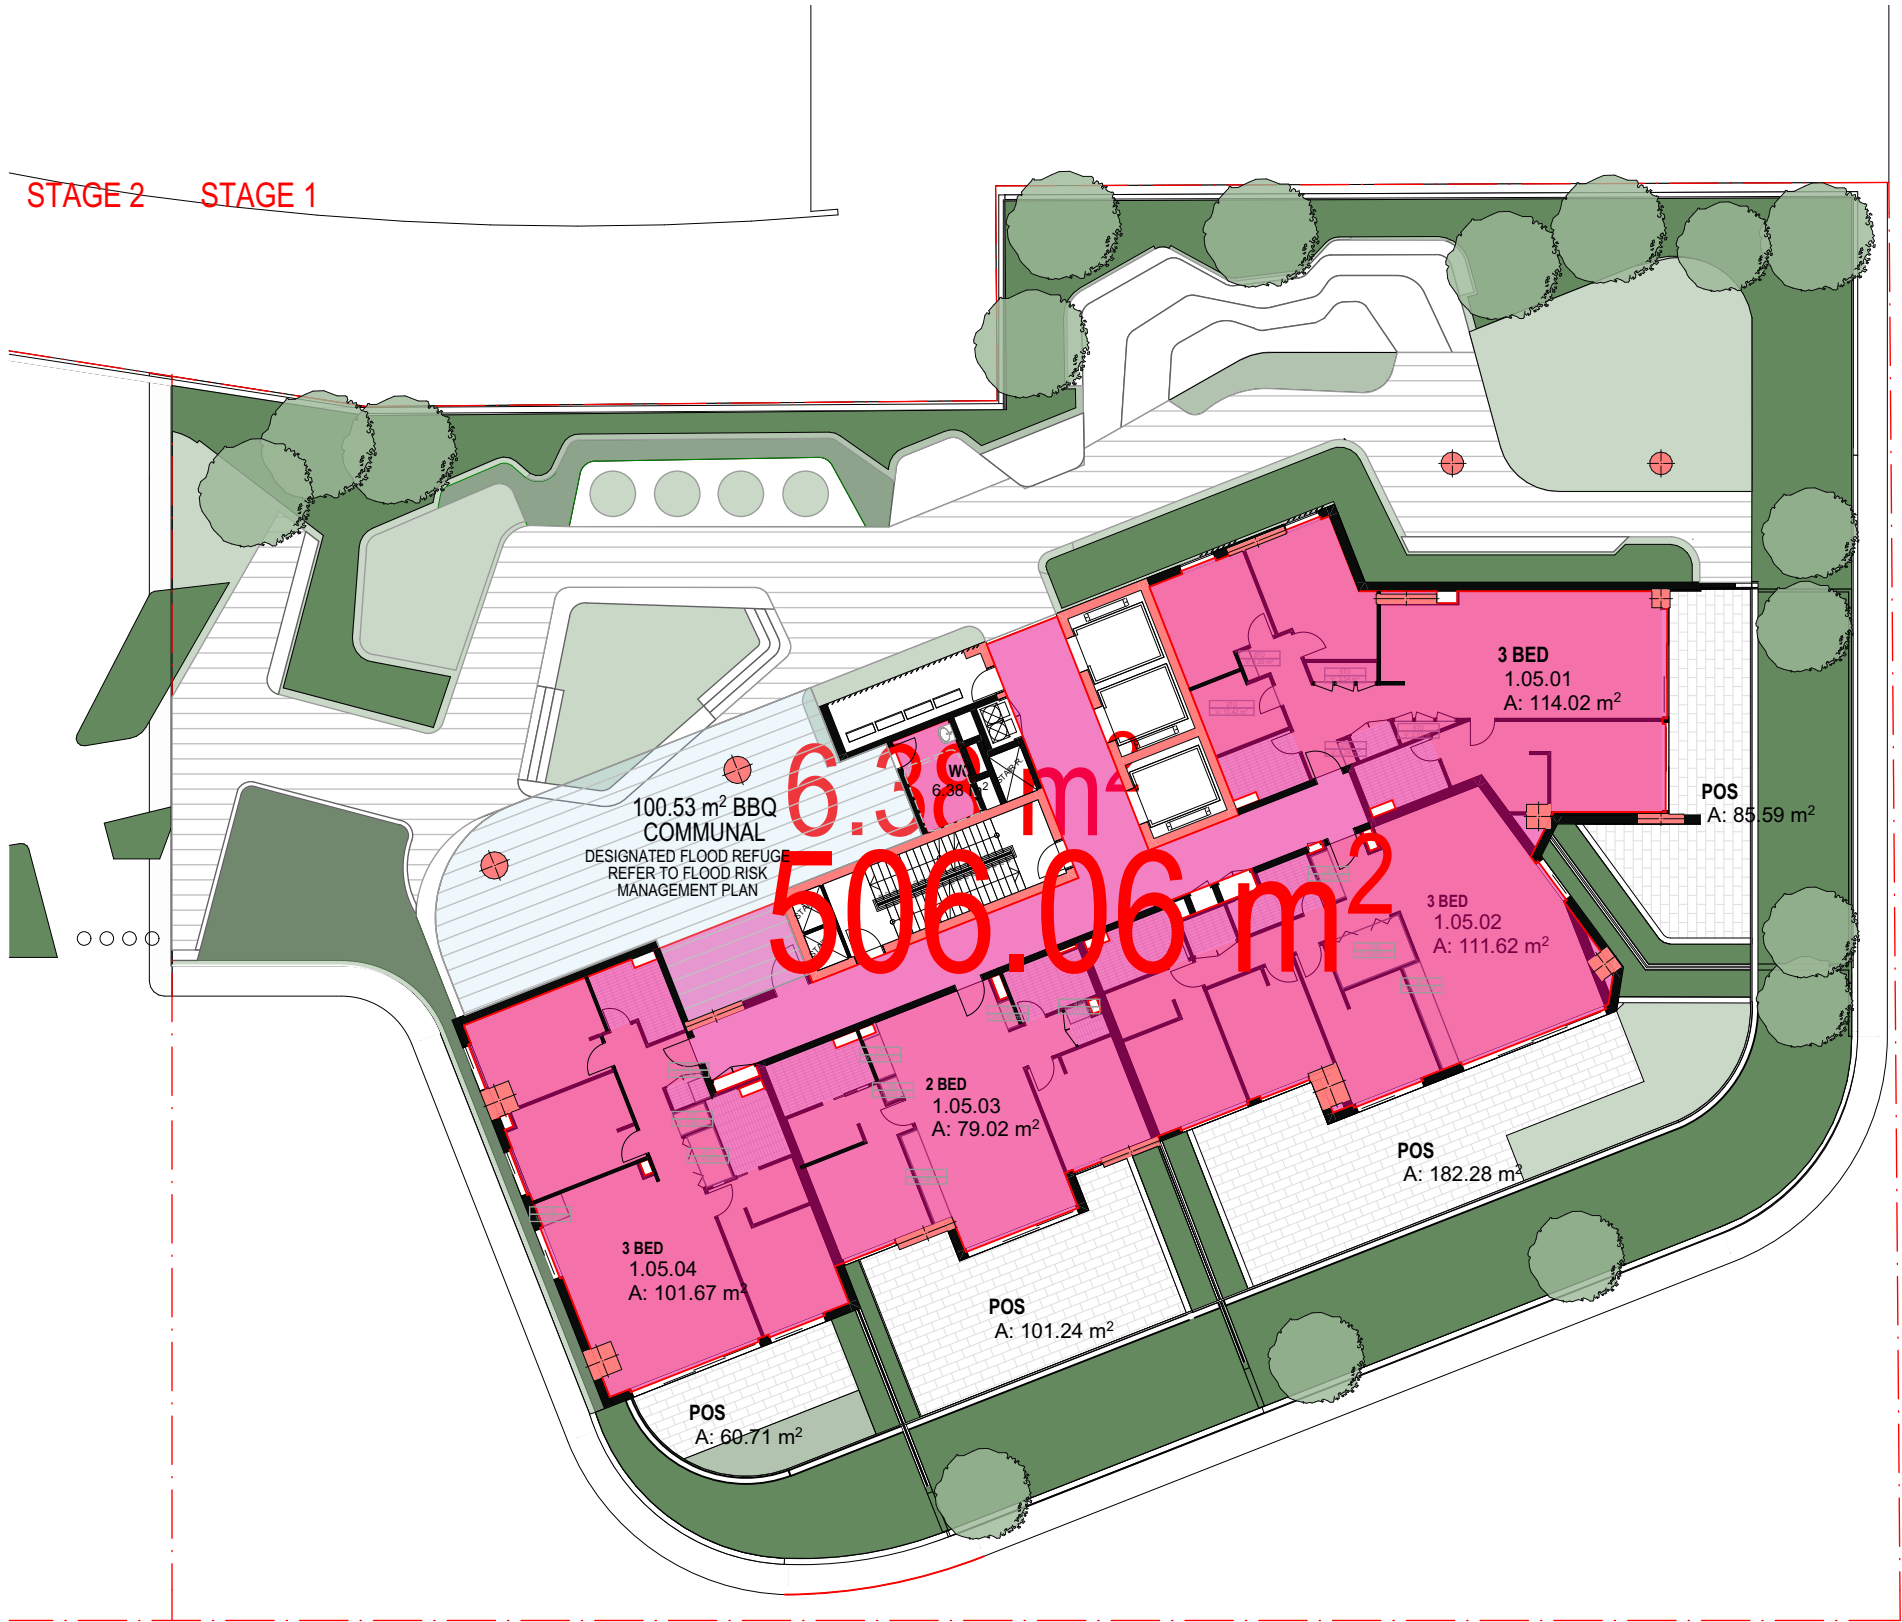 STAGE 2 STAGE 1
3 BED
1.05.01
A: 114.02 m²
WC
6.38 m²
6.38 m²
506.06 m²
100.53 m² BBQ
COMMUNAL
DESIGNATED FLOOD REFUGE
REFER TO FLOOD RISK
MANAGEMENT PLAN
POS
A: 85.59 m²
3 BED
1.05.02
A: 111.62 m²
2 BED
1.05.03
A: 79.02 m²
POS
A: 182.28 m²
3 BED
1.05.04
A: 101.67 m²
POS
A: 101.24 m²
POS
A: 60.71 m²